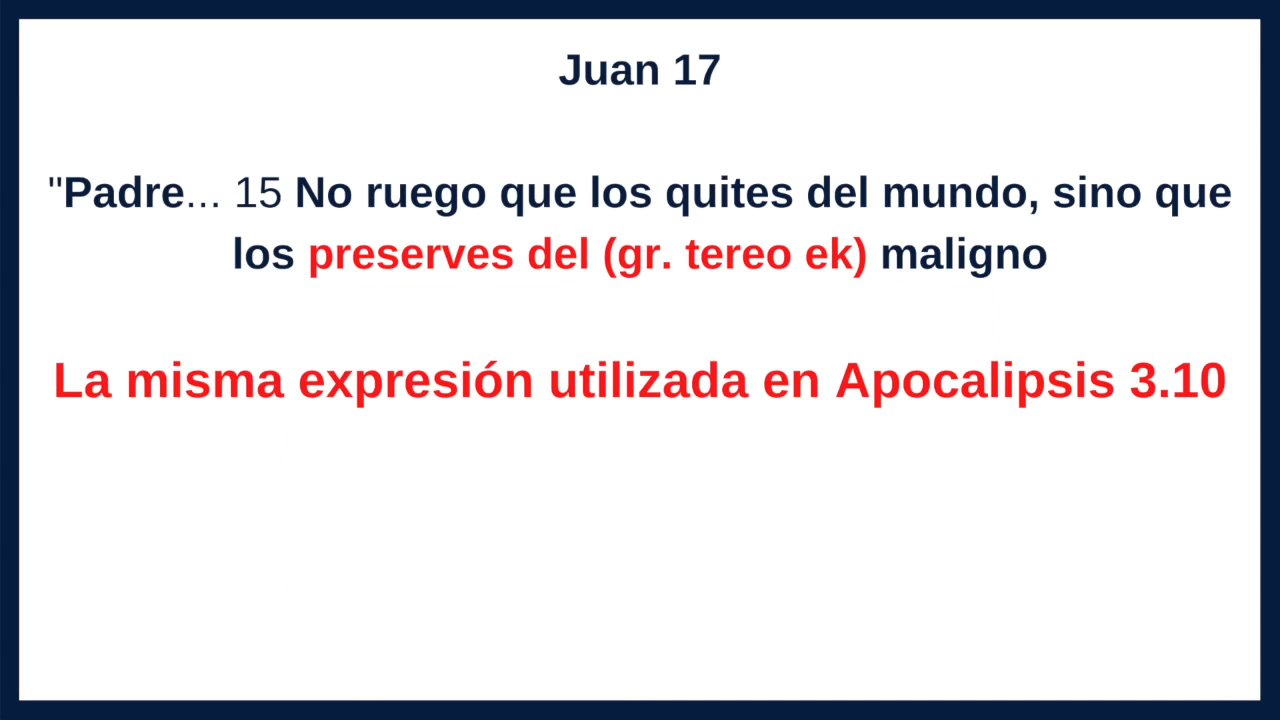 Juan 17
"Padre... 15 No ruego que los quites del mundo, sino que
los preserves del (gr. tereo ek) maligno
La misma expresión utilizada en Apocalipsis 3.10